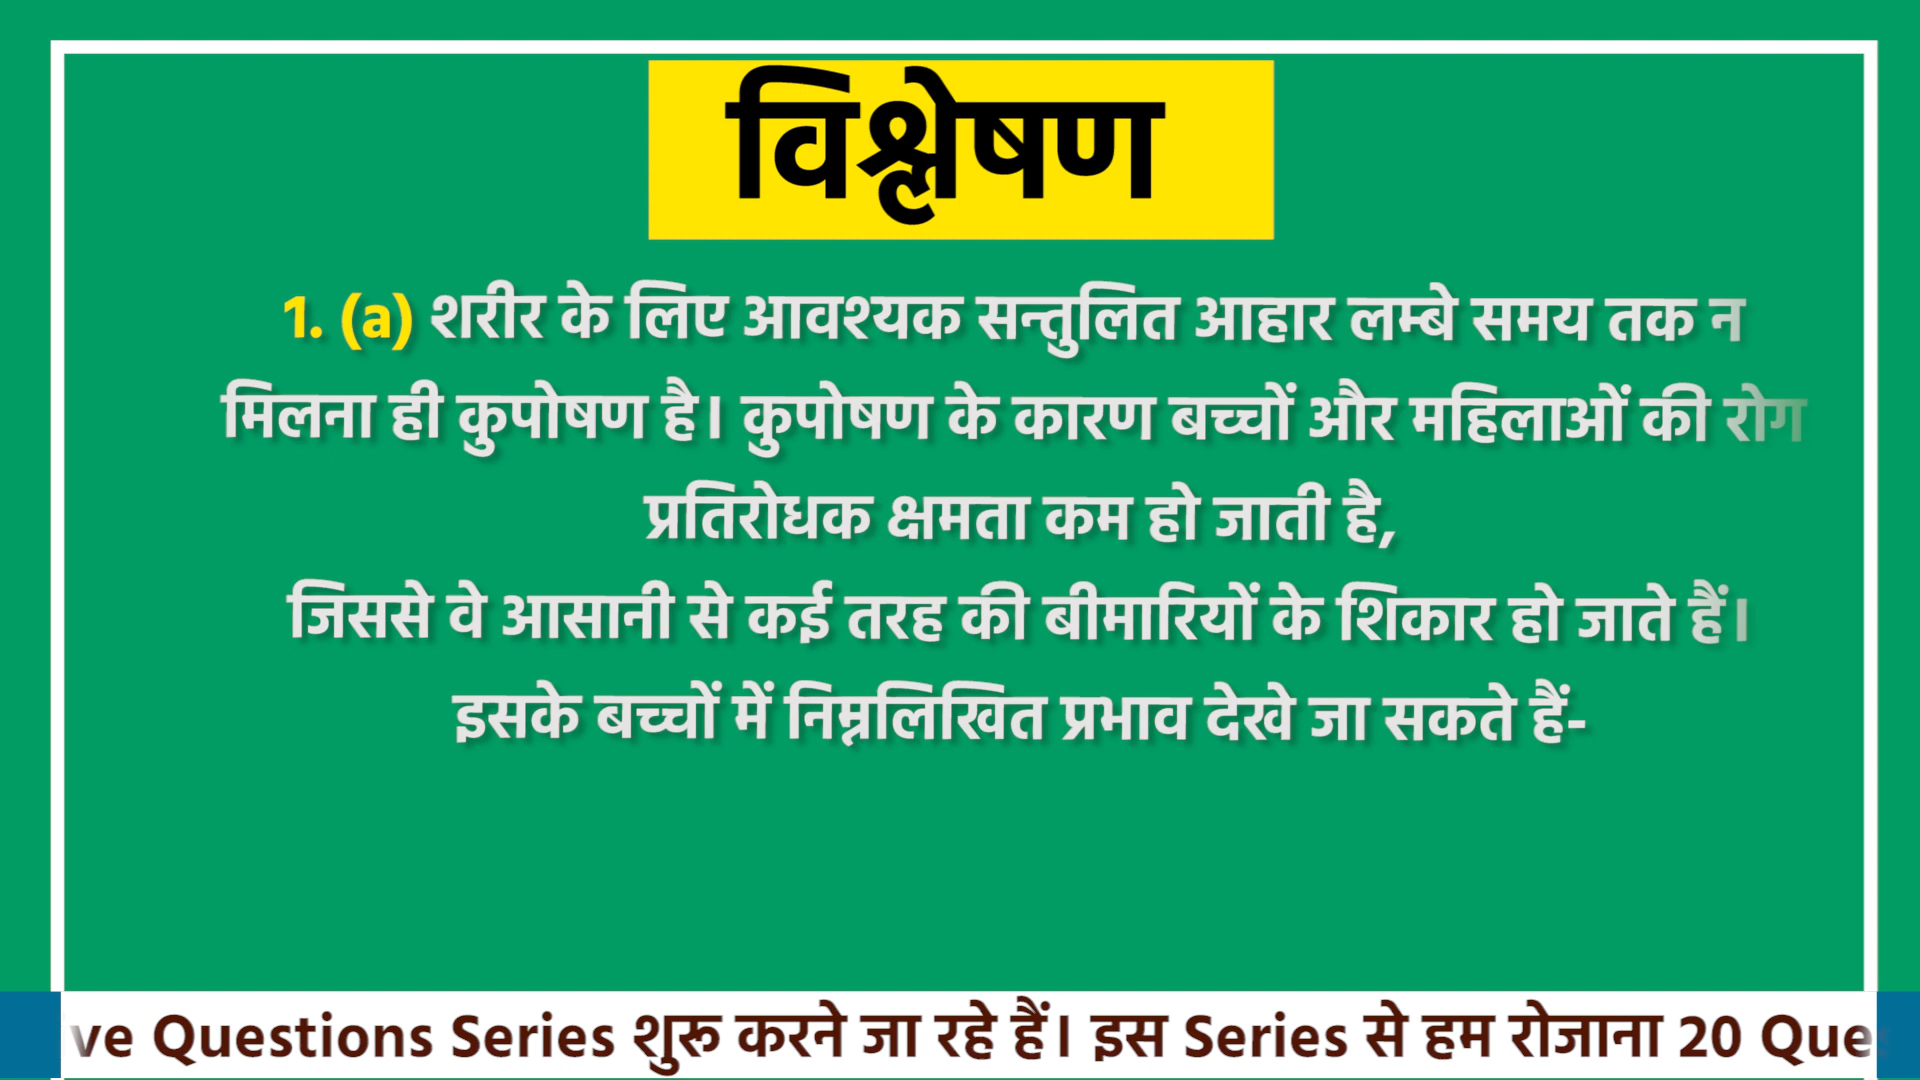 विश्लेषण
1. (a) शरीर के लिए आवश्यक सन्तुलित आहार लम्बे समय तक न
मिलना ही कुपोषण है। कुपोषण के कारण बच्चों और महिलाओं की रोग
प्रतिरोधक क्षमता कम हो जाती है,
जिससे वे आसानी से कई तरह की बीमारियों के शिकार हो जाते हैं।
इसके बच्चों में निम्नलिखित प्रभाव देखे जा सकते हैं-
ve Questions Series शुरू करने जा रहे हैं। इस Series से हम रोजाना 20 Que